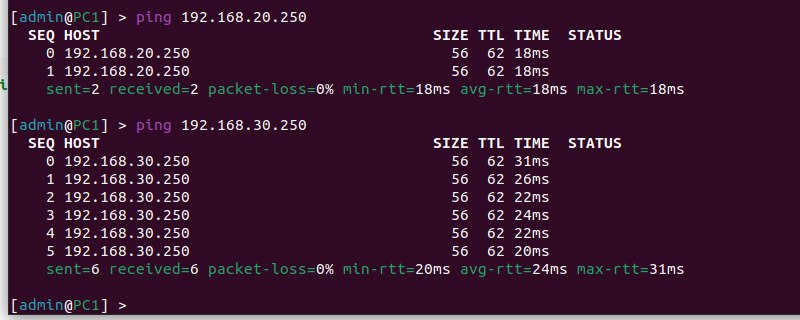 [admin@PC1] > ping 192.168.20.250
SEQ HOST SIZE TTL TIME STATUS
0 192.168.20.250 56 62 18ms
1 192.168.20.250 56 62 18ms
sent=2 received=2 packet-loss=0% min-rtt=18ms avg-rtt=18ms max-rtt=18ms
[admin@PC1] > ping 192.168.30.250
SEQ HOST SIZE TTL TIME STATUS
0 192.168.30.250 56 62 31ms
1 192.168.30.250 56 62 26ms
2 192.168.30.250 56 62 22ms
3 192.168.30.250 56 62 24ms
4 192.168.30.250 56 62 22ms
5 192.168.30.250 56 62 20ms
sent=6 received=6 packet-loss=0% min-rtt=20ms avg-rtt=24ms max-rtt=31ms
[admin@PC1] >